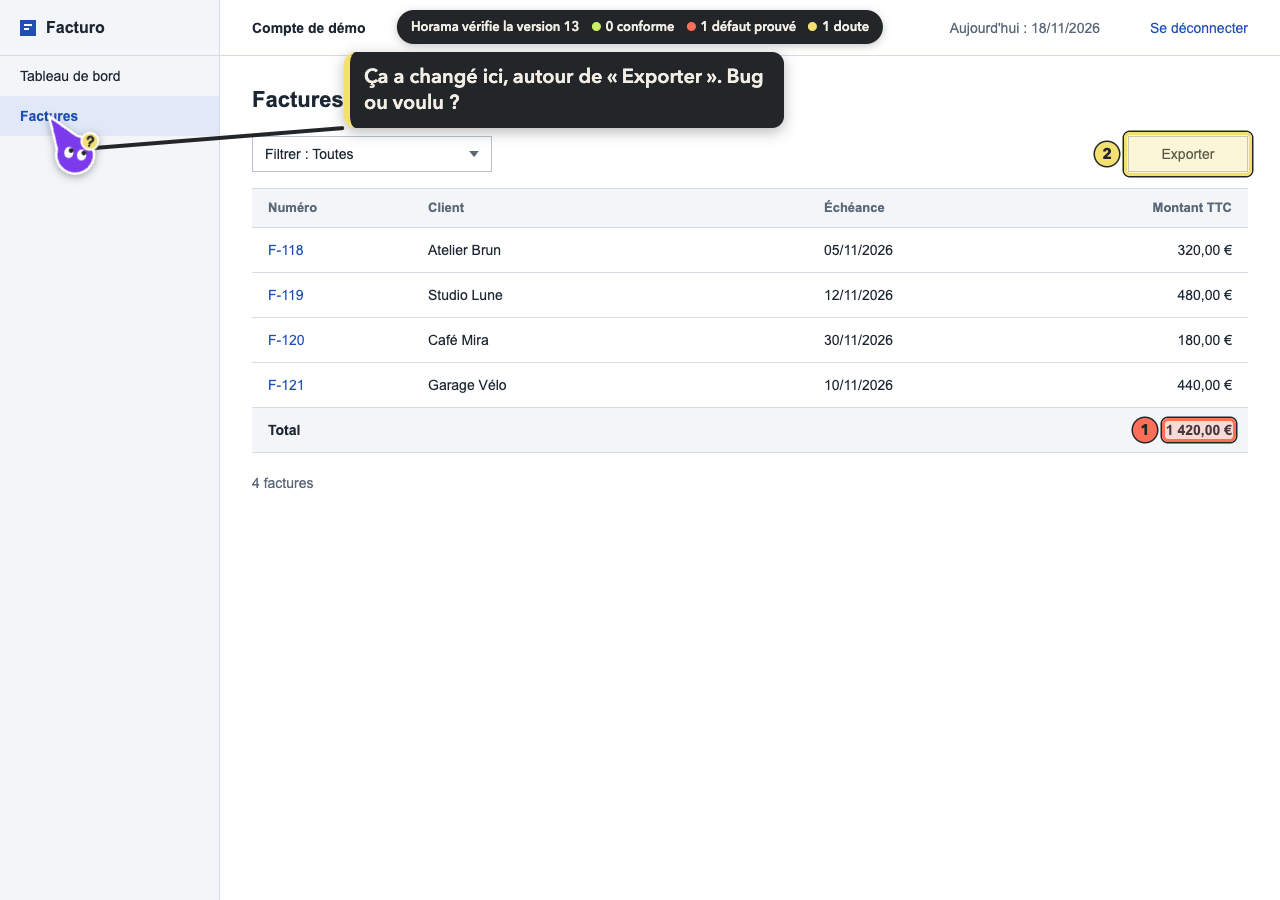 Facturo
Compte de démo
Horama vérifie la version 13 0 conforme 1 défaut prouvé 1 doute
Aujourd'hui : 18/11/2026
Se déconnecter
Tableau de bord
Factures
?
Ça a changé ici, autour de « Exporter ». Bug
ou voulu ?
Factures
Filtrer : Toutes
2
Exporter
Numéro Client Échéance Montant TTC
F-118 Atelier Brun 05/11/2026 320,00 €
F-119 Studio Lune 12/11/2026 480,00 €
F-120 Café Mira 30/11/2026 180,00 €
F-121 Garage Vélo 10/11/2026 440,00 €
Total 1 1 420,00 €
4 factures